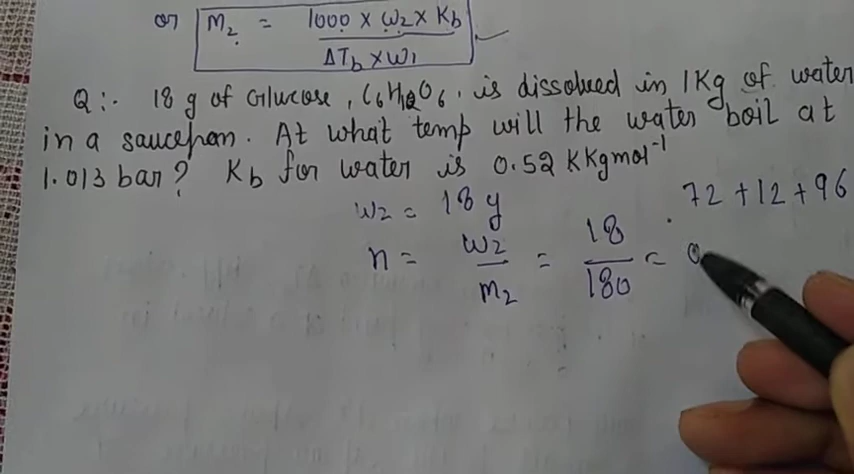 or M₂ = 1000 × w₂ × Kb / ΔTb × w₁
Q:- 18 g of Glucose, C₆H₁₂O₆, is dissolved in 1Kg of water
in a saucepan. At what temp will the water boil at
1.013 bar? Kb for water is 0.52 K Kg mol⁻¹
w₂ = 18 g
72 + 12 + 96
n = w₂ / m₂ = 18 / 180 = 0